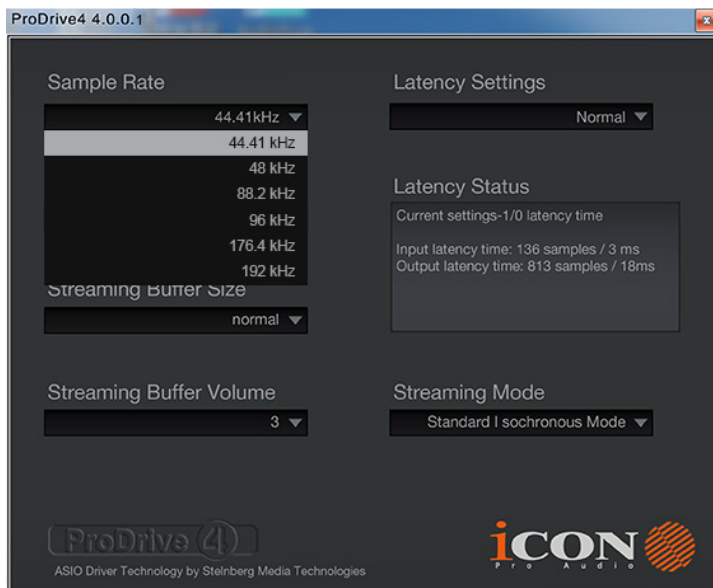 ProDrive4 4.0.0.1
Sample Rate
44.41kHz
44.41 kHz
48 kHz
88.2 kHz
96 kHz
176.4 kHz
192 kHz
Streaming Buffer Size
normal
Streaming Buffer Volume
3
Latency Settings
Normal
Latency Status
Current settings-1/0 latency time
Input latency time: 136 samples / 3 ms
Output latency time: 813 samples / 18ms
Streaming Mode
Standard I sochronous Mode
ProDrive 4
ASIO Driver Technology by Steinberg Media Technologies
iCON
Pro Audio